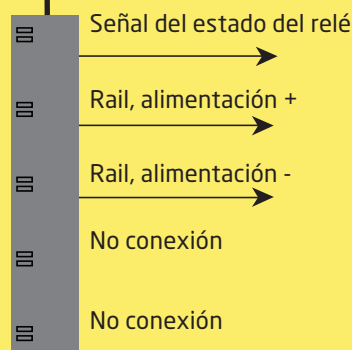 Señal del estado del relé
Rail, alimentación +
Rail, alimentación -
No conexión
No conexión